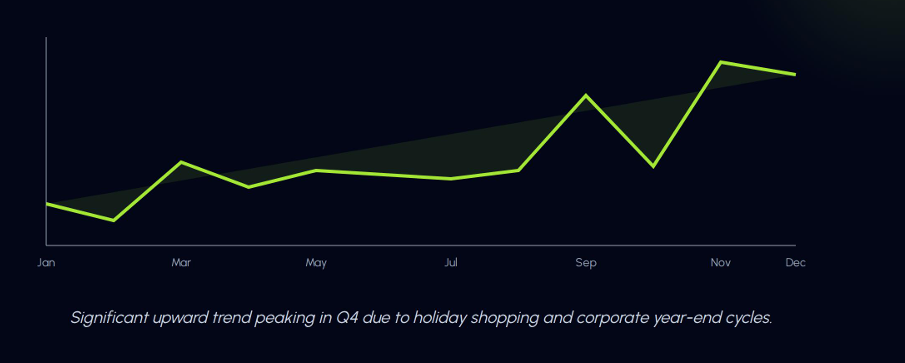 Jan Mar May Jul Sep Nov Dec
Significant upward trend peaking in Q4 due to holiday shopping and corporate year-end cycles.